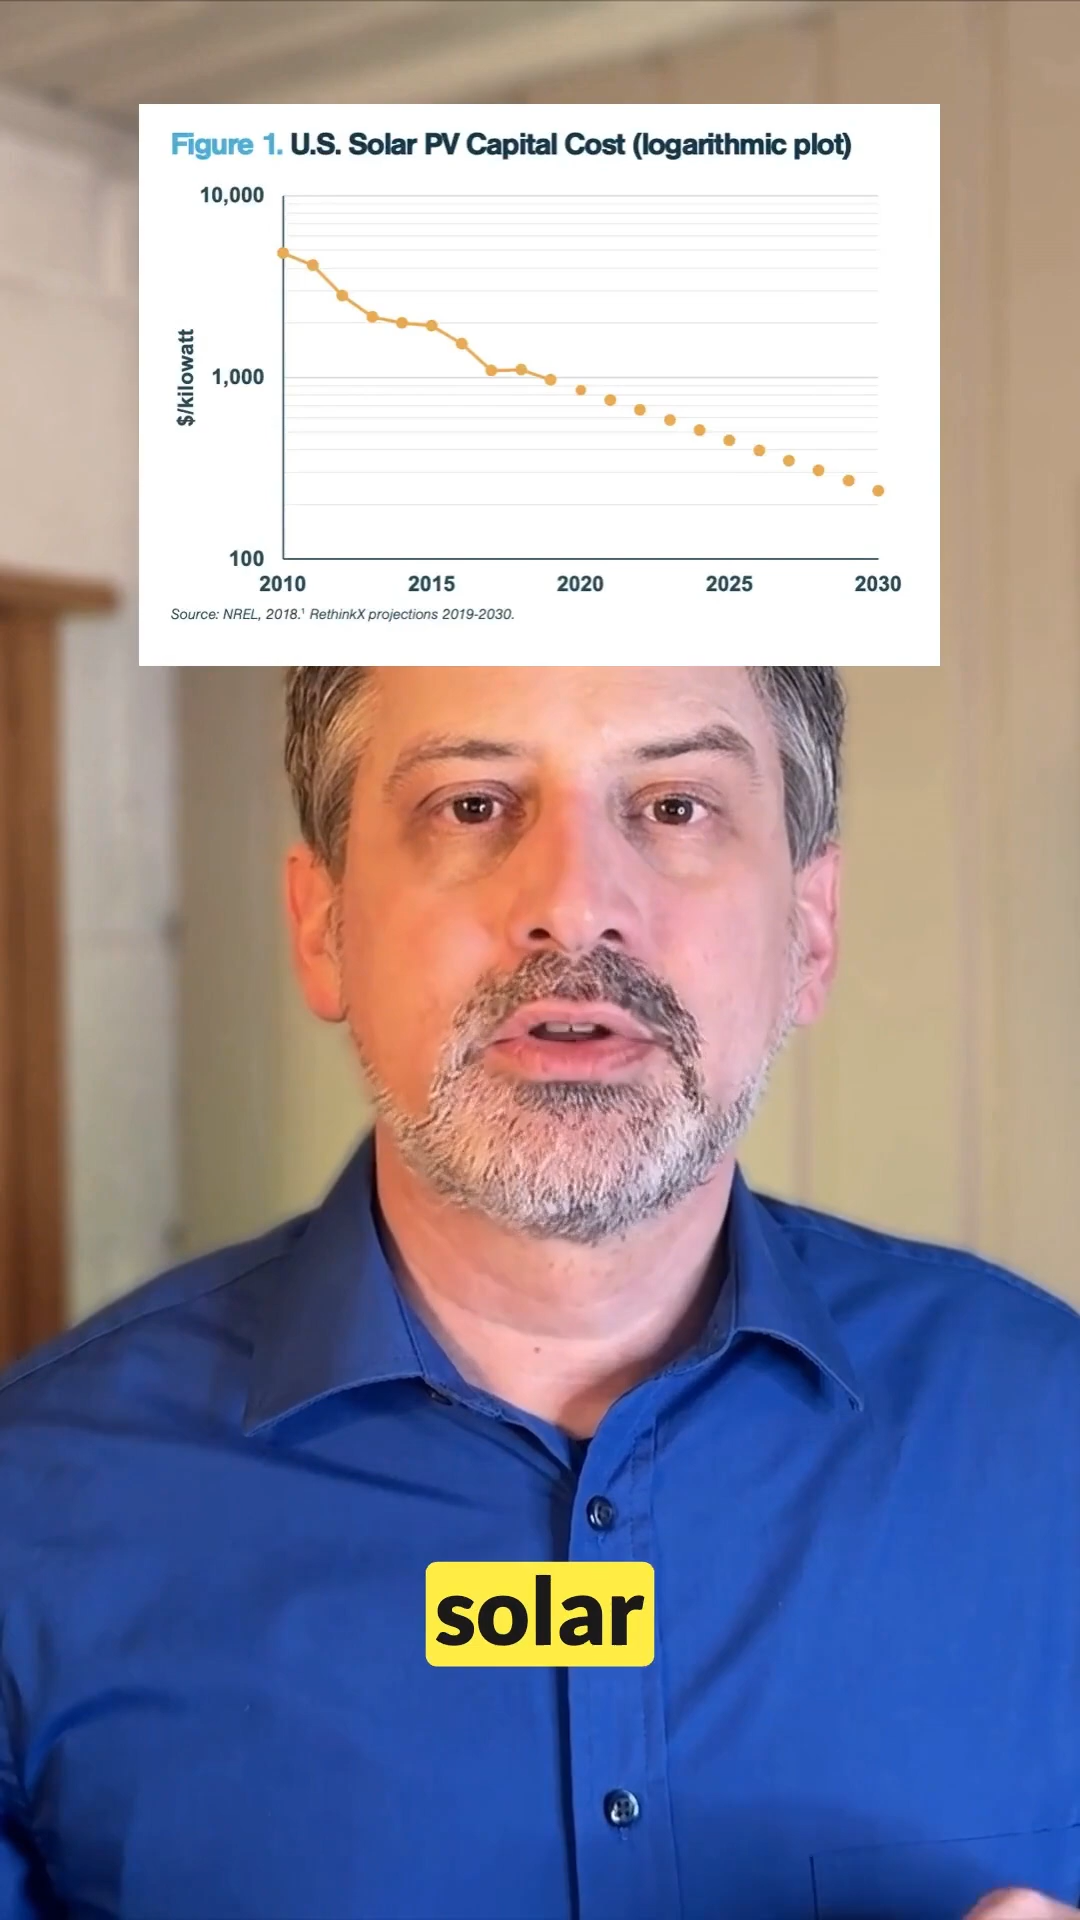 Figure 1. U.S. Solar PV Capital Cost (logarithmic plot)
10,000
$/kilowatt
1,000
100
2010 2015 2020 2025 2030
Source: NREL, 2018.¹ RethinkX projections 2019-2030.
solar